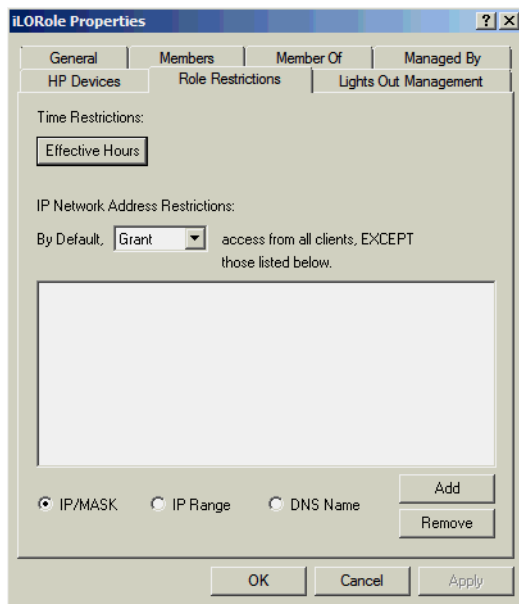 iLORole Properties
General Members Member Of Managed By
HP Devices Role Restrictions Lights Out Management
Time Restrictions:
Effective Hours
IP Network Address Restrictions:
By Default, Grant access from all clients, EXCEPT
those listed below.
IP/MASK IP Range DNS Name
Add
Remove
OK Cancel Apply